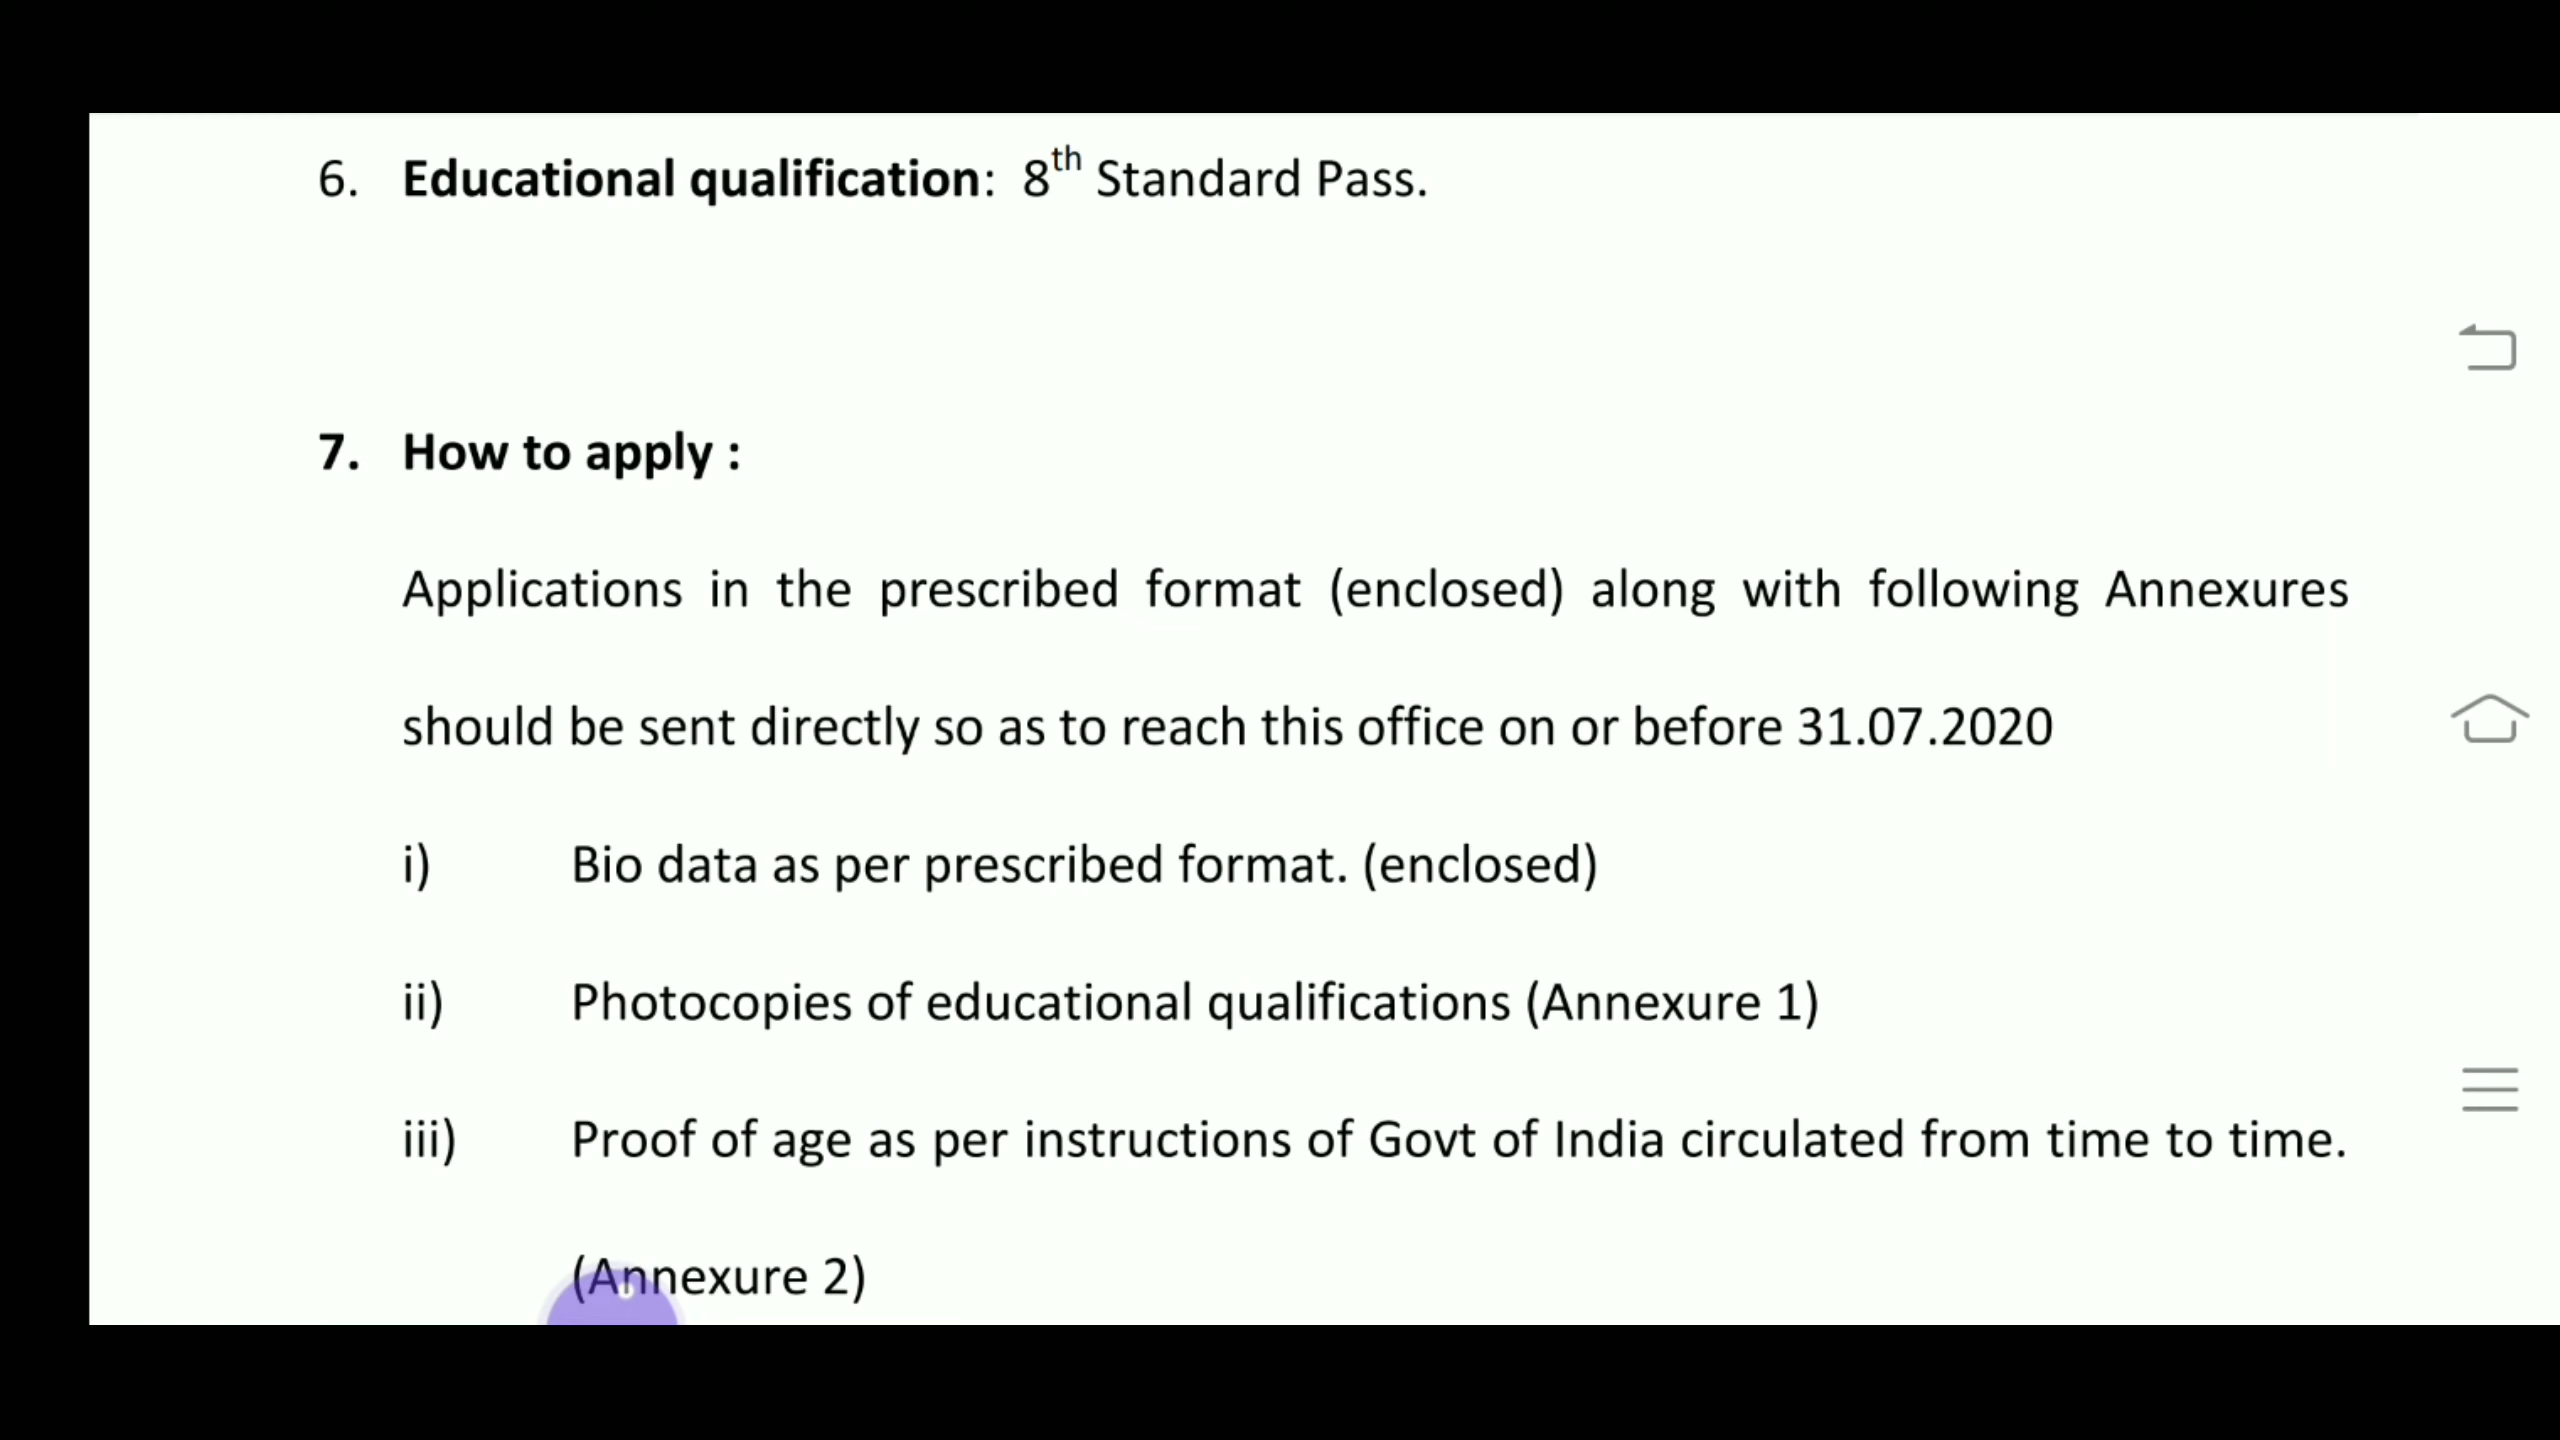 6. Educational qualification: 8th Standard Pass.
7. How to apply :
Applications in the prescribed format (enclosed) along with following Annexures
should be sent directly so as to reach this office on or before 31.07.2020
i) Bio data as per prescribed format. (enclosed)
ii) Photocopies of educational qualifications (Annexure 1)
iii) Proof of age as per instructions of Govt of India circulated from time to time.
(Annexure 2)